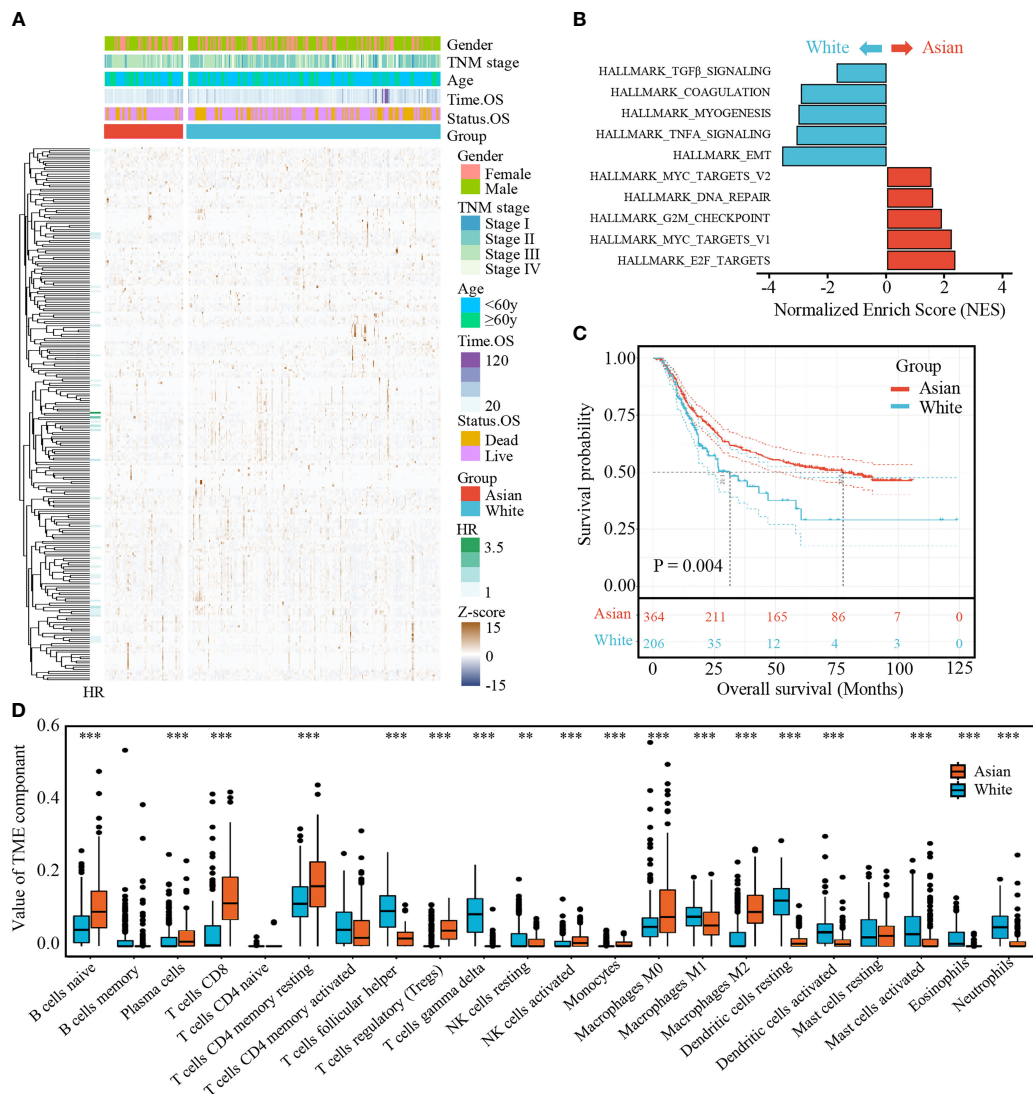 A
Gender
TNM stage
Age
Time.OS
Status.OS
Group
Gender
Female
Male
TNM stage
Stage I
Stage II
Stage III
Stage IV
Age
<60y
≥60y
Time.OS
120
20
Status.OS
Dead
Live
Group
Asian
White
HR
3.5
1
Z-score
15
0
-15
HR
B
White
Asian
HALLMARK_TGFβ_SIGNALING
HALLMARK_COAGULATION
HALLMARK_MYOGENESIS
HALLMARK_TNFA_SIGNALING
HALLMARK_EMT
HALLMARK_MYC_TARGETS_V2
HALLMARK_DNA_REPAIR
HALLMARK_G2M_CHECKPOINT
HALLMARK_MYC_TARGETS_V1
HALLMARK_E2F_TARGETS
-4 -2 0 2 4
Normalized Enrich Score (NES)
C
1.00
0.75
0.50
0.25
0.00
Survival probability
Group
Asian
White
P = 0.004
Asian 364 211 165 86 7 0
White 206 35 12 4 3 0
0 25 50 75 100 125
Overall survival (Months)
D
0.6
0.4
0.2
0.0
Value of TME componant
*** *** *** *** *** *** *** ** *** *** *** *** *** *** *** *** *** ***
Asian
White
B cells naive
B cells memory
Plasma cells
T cells CD8
T cells CD4 naive
T cells CD4 memory resting
T cells CD4 memory activated
T cells follicular helper
T cells regulatory (Tregs)
T cells gamma delta
NK cells resting
NK cells activated
Monocytes
Macrophages M0
Macrophages M1
Macrophages M2
Dendritic cells resting
Dendritic cells activated
Mast cells resting
Mast cells activated
Eosinophils
Neutrophils